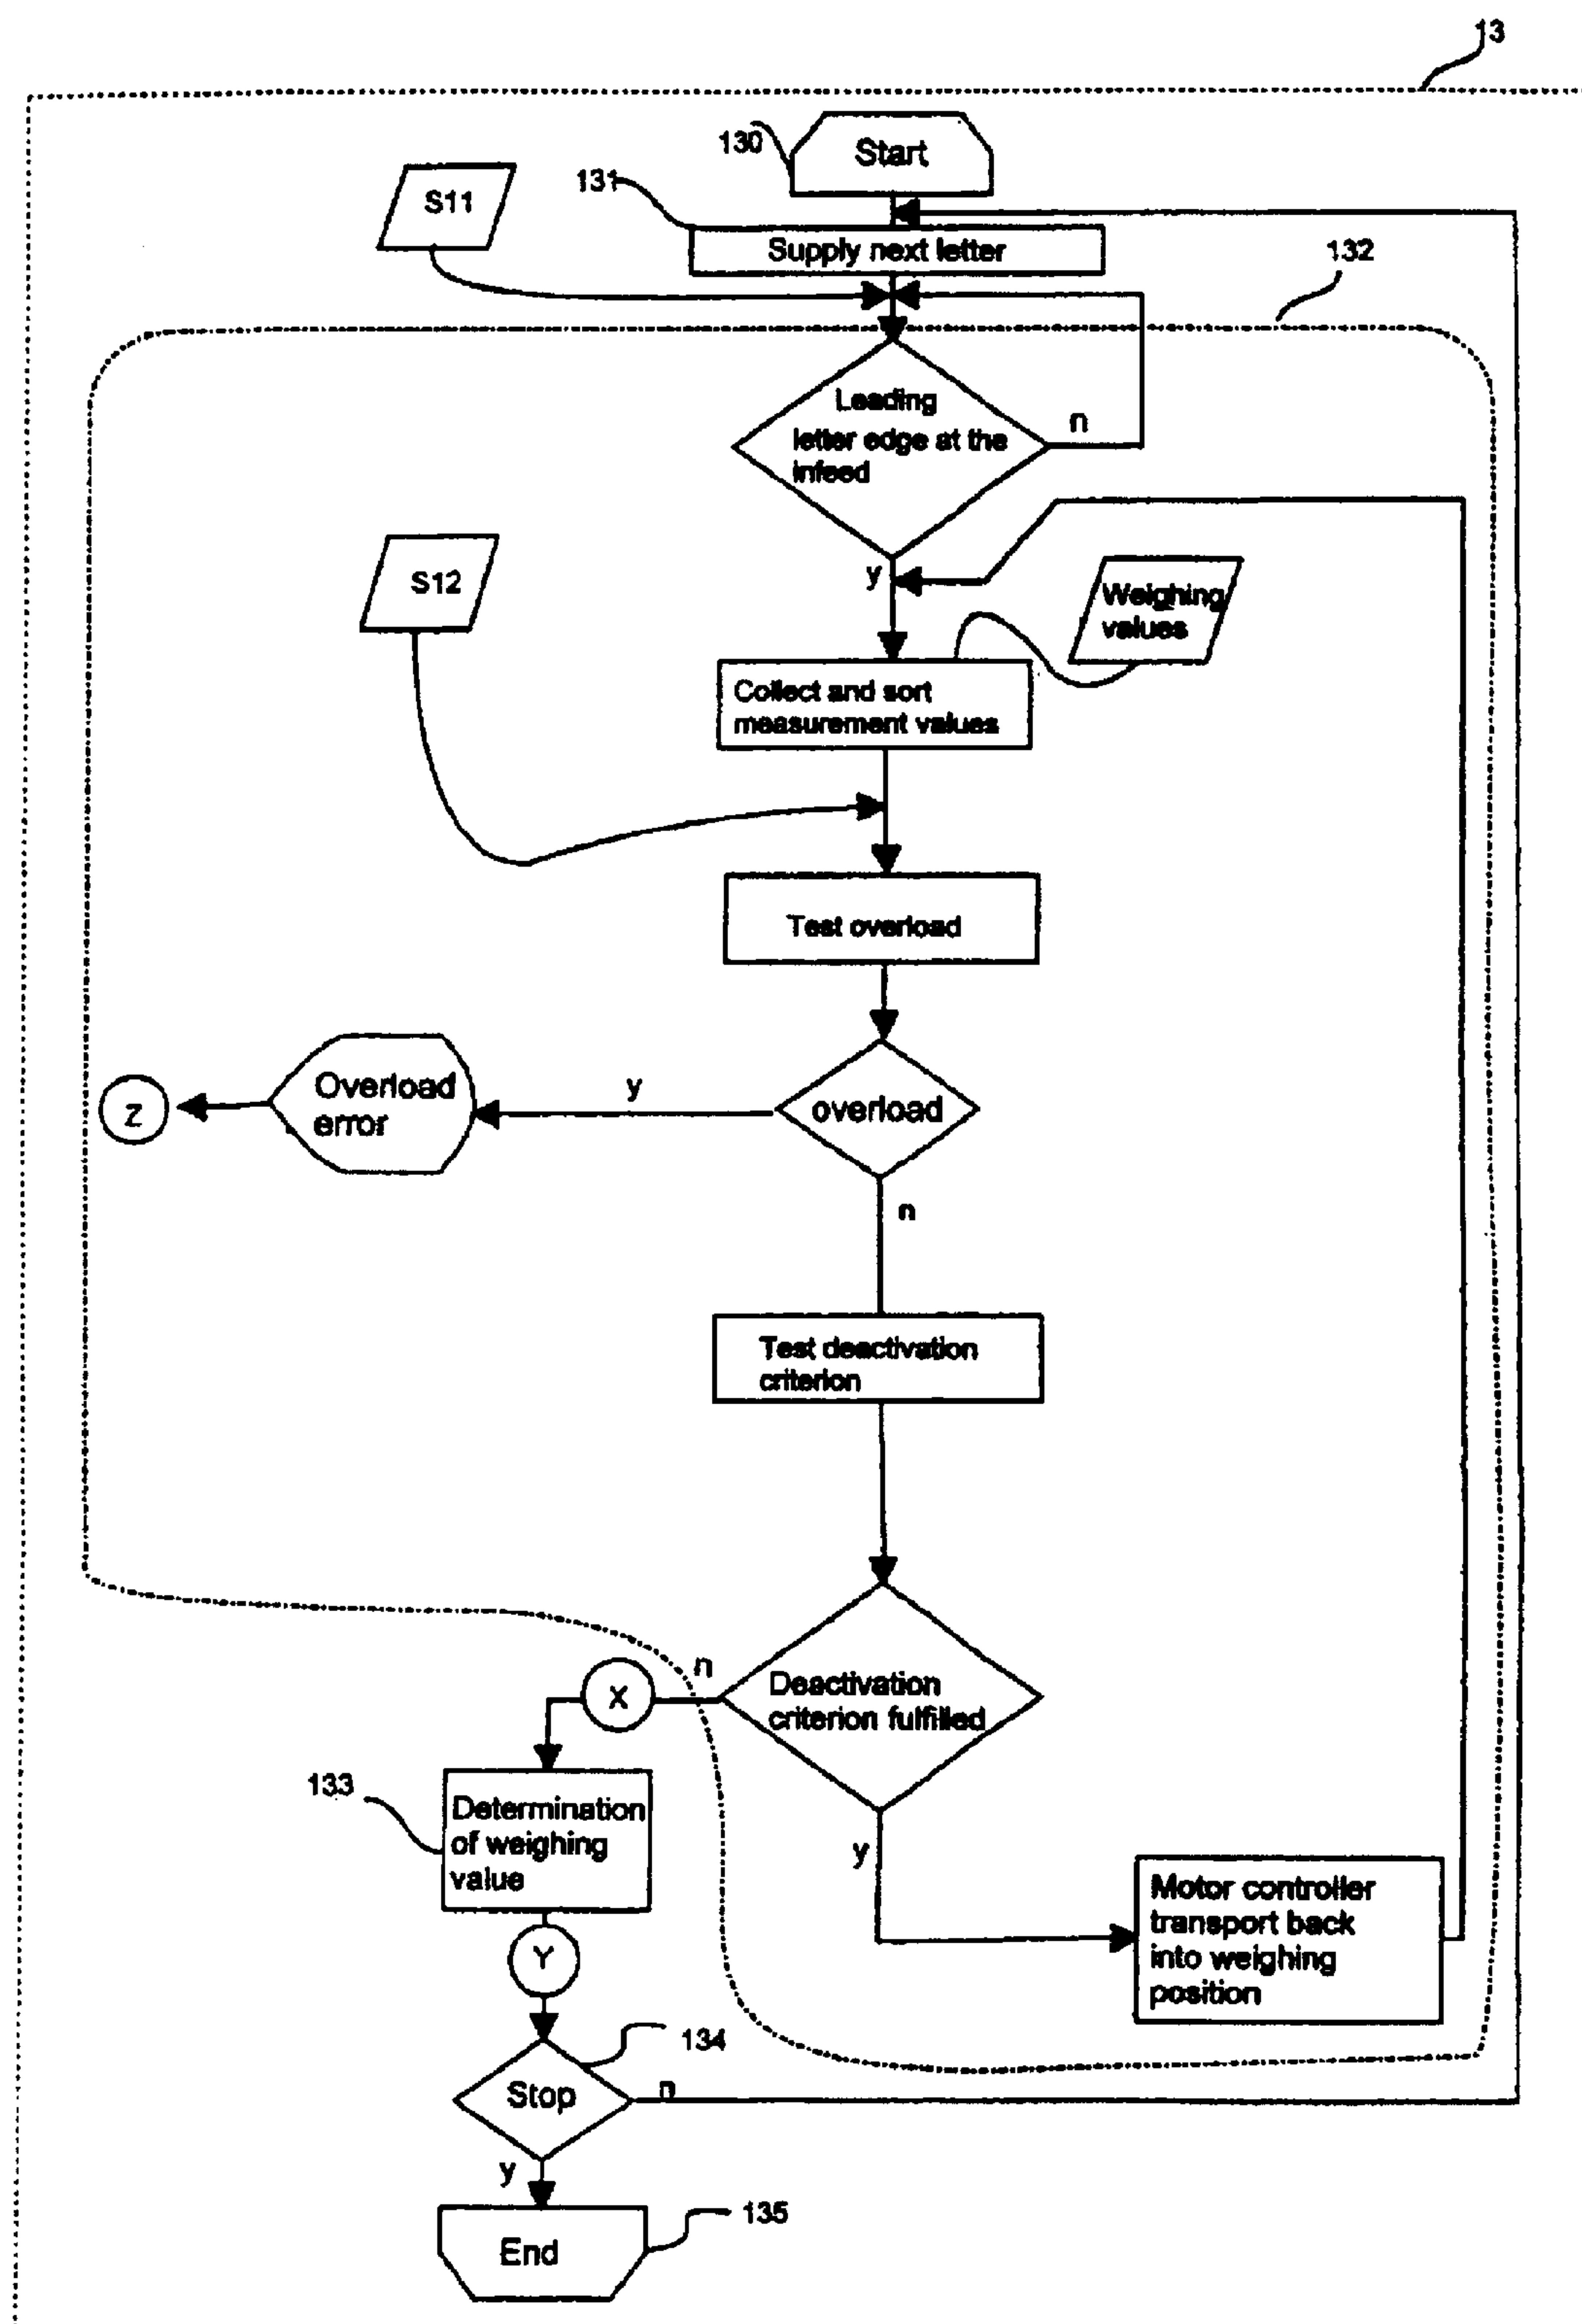 13
130
Start
S11
131
Supply next letter
132
Leading
letter edge at the
infeed
n
y
S12
Weighing
values
Collect and sort
measurement values
Test overload
Overload
error
Z
y
overload
n
Test deactivation
criterion
n
X
Deactivation
criterion fulfilled
133
Determination
of weighing
value
y
Motor controller
transport back
into weighing
position
Y
134
Stop
n
y
135
End